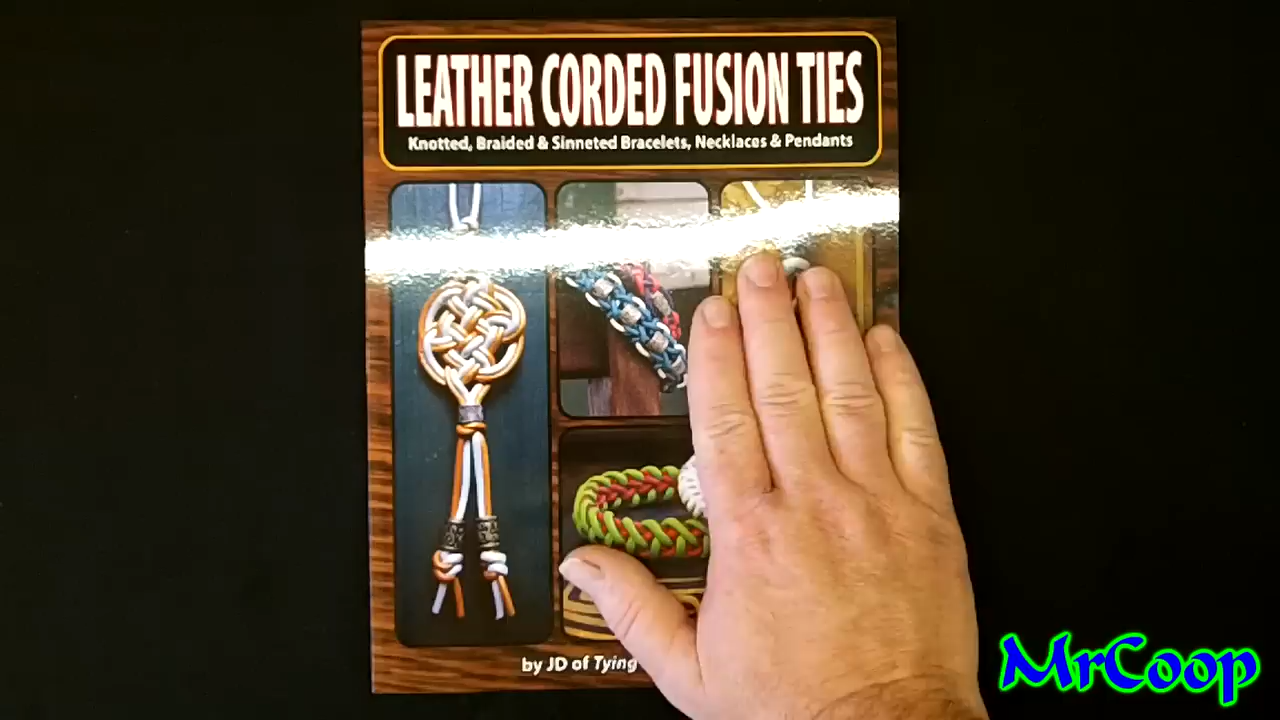 LEATHER CORDED FUSION TIES
Knotted, Braided & Sinneted Bracelets, Necklaces & Pendants
by JD of Tying
MrCoop